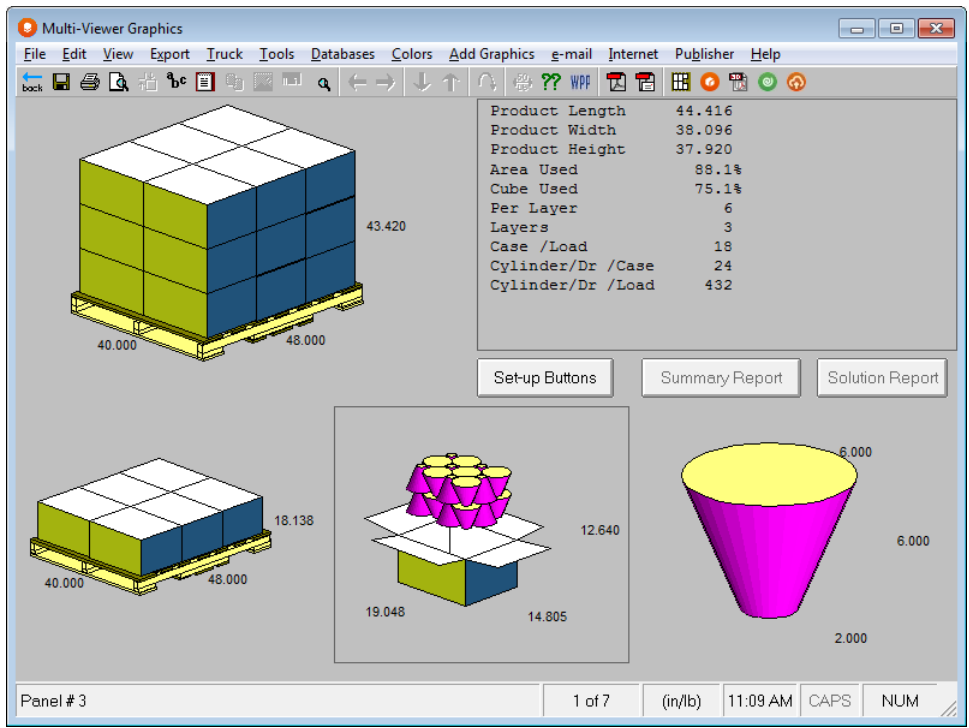 Multi-Viewer Graphics
File Edit View Export Truck Tools Databases Colors Add Graphics e-mail Internet Publisher Help
back abc ?? WPF
Product Length 44.416
Product Width 38.096
Product Height 37.920
Area Used 88.1%
Cube Used 75.1%
Per Layer 6
Layers 3
Case /Load 18
Cylinder/Dr /Case 24
Cylinder/Dr /Load 432
43.420
40.000
48.000
Set-up Buttons Summary Report Solution Report
18.138
40.000
48.000
12.640
19.048
14.805
6.000
6.000
2.000
Panel # 3 1 of 7 (in/lb) 11:09 AM CAPS NUM